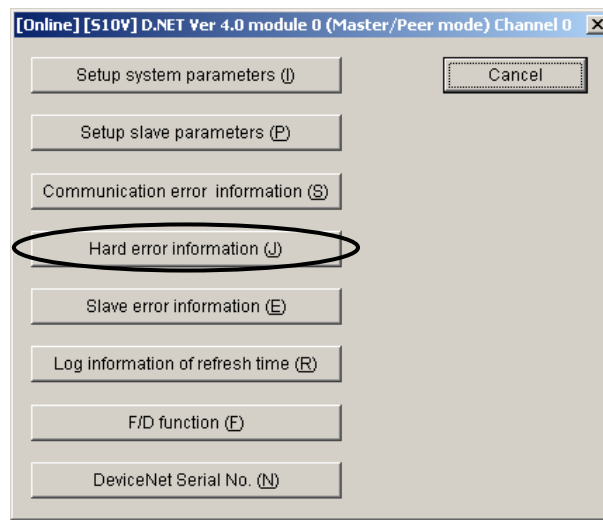 [Online] [S10V] D.NET Ver 4.0 module 0 (Master/Peer mode) Channel 0
Setup system parameters (I)
Cancel
Setup slave parameters (P)
Communication error information (S)
Hard error information (J)
Slave error information (E)
Log information of refresh time (R)
F/D function (F)
DeviceNet Serial No. (N)